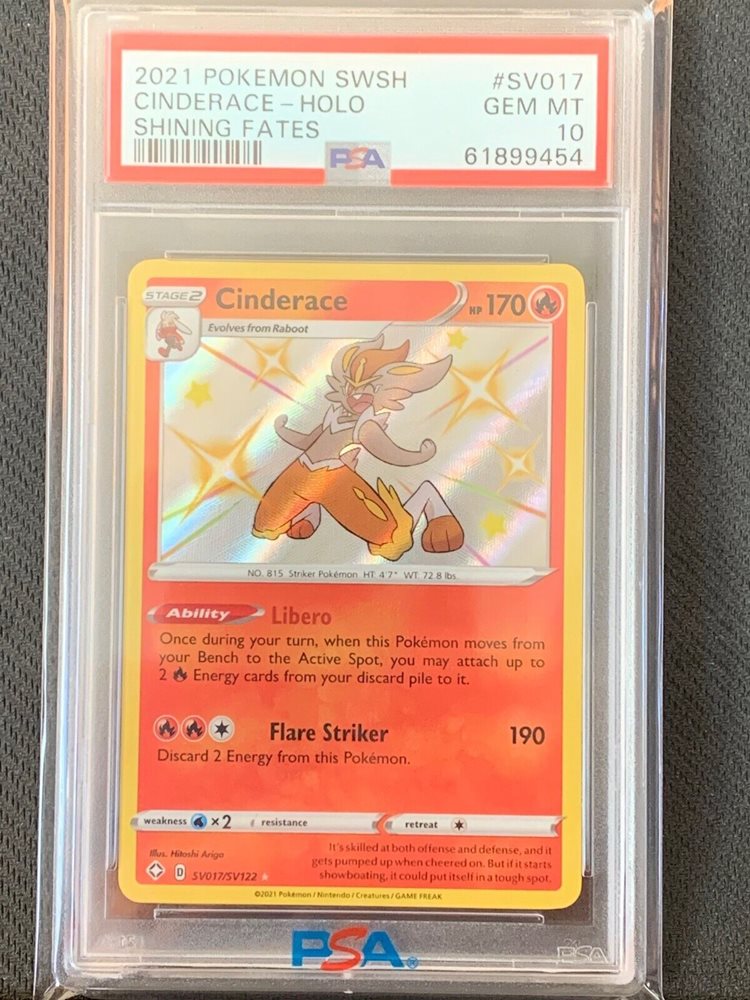 2021 POKEMON SWSH #SV017
CINDERACE - HOLO GEM MT
SHINING FATES 10
PSA 61899454
STAGE 2 Cinderace HP 170
Evolves from Raboot
NO. 815 Striker Pokémon HT 4'7" WT. 72.8 lbs.
Ability Libero
Once during your turn, when this Pokémon moves from
your Bench to the Active Spot, you may attach up to
2 Energy cards from your discard pile to it.
Flare Striker 190
Discard 2 Energy from this Pokémon.
weakness ×2 resistance retreat
Illus. Hitoshi Ariga
It's skilled at both offense and defense, and it
gets pumped up when cheered on. But if it starts
showboating, it could put itself in a tough spot.
D SV017/SV122
©2021 Pokémon / Nintendo / Creatures / GAME FREAK
PSA®
PSA